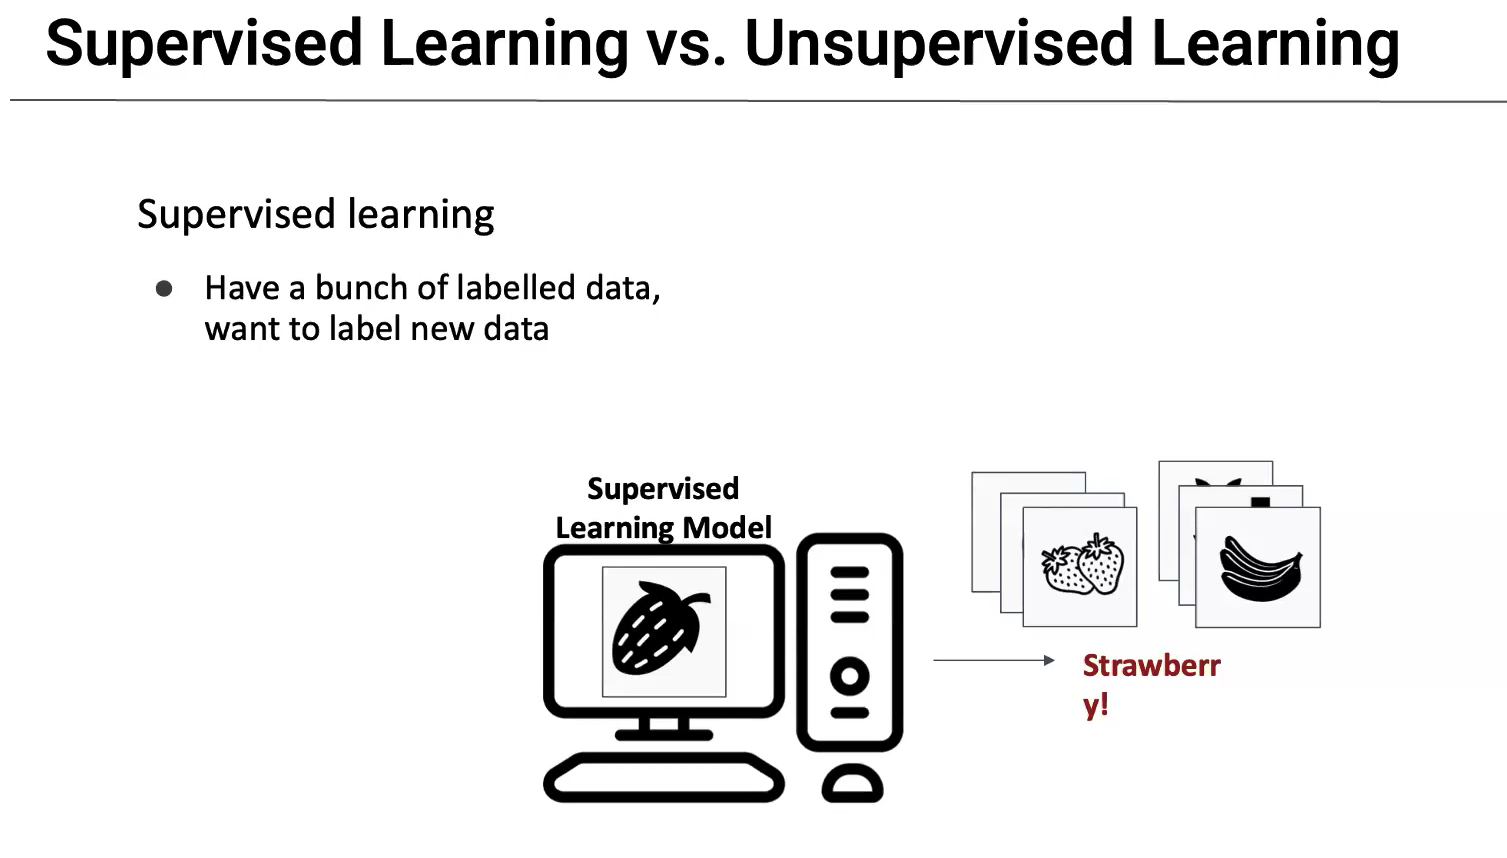 Supervised Learning vs. Unsupervised Learning
Supervised learning
● Have a bunch of labelled data,
want to label new data
Supervised
Learning Model
Strawberr
y!